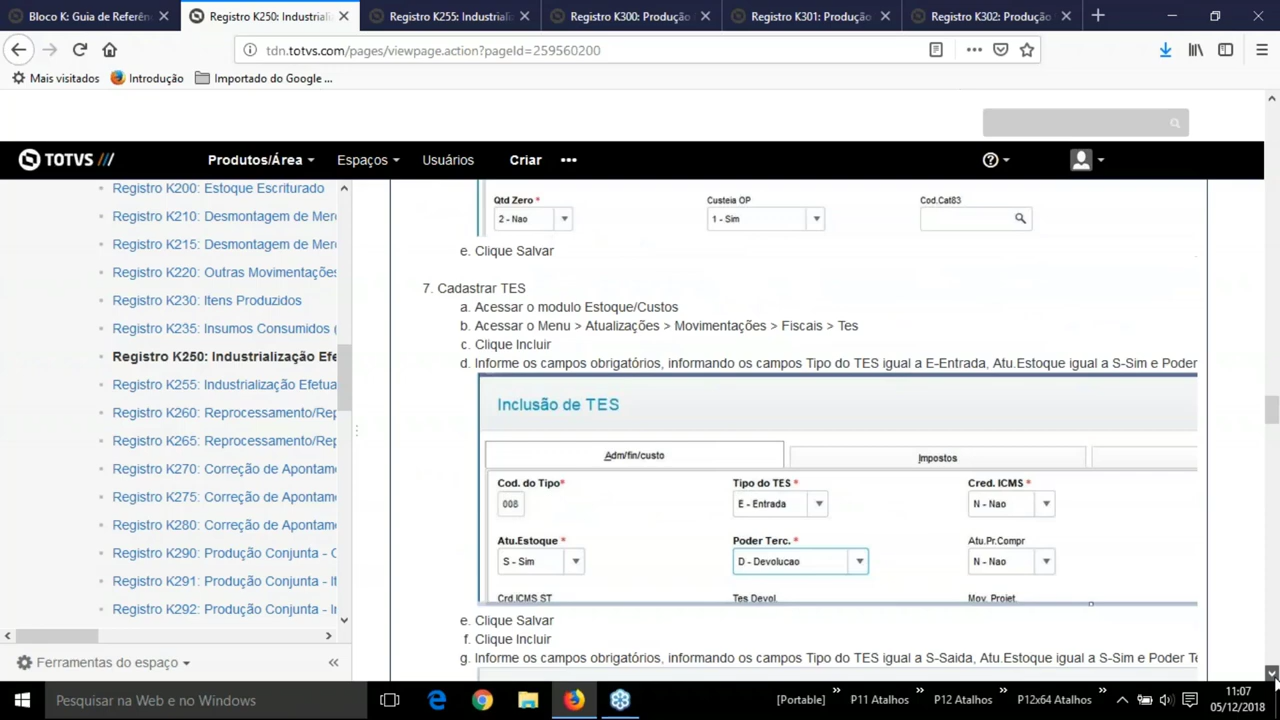 Bloco K: Guia de Referên
Registro K250: Industriali
Registro K255: Industrializ
Registro K300: Produção
Registro K301: Produção
Registro K302: Produção
tdn.totvs.com/pages/viewpage.action?pageId=259560200
Mais visitados
Introdução
Importado do Google ...
TOTVS
Produtos/Área
Espaços
Usuários
Criar
Registro K200: Estoque Escriturado
Registro K210: Desmontagem de Mer
Registro K215: Desmontagem de Mer
Registro K220: Outras Movimentações
Registro K230: Itens Produzidos
Registro K235: Insumos Consumidos (
Registro K250: Industrialização Efe
Registro K255: Industrialização Efetua
Registro K260: Reprocessamento/Rep
Registro K265: Reprocessamento/Rep
Registro K270: Correção de Apontam
Registro K275: Correção de Apontam
Registro K280: Correção de Apontam
Registro K290: Produção Conjunta - O
Registro K291: Produção Conjunta - It
Registro K292: Produção Conjunta - In
Ferramentas do espaço
Qtd Zero *
Custeia OP
Cod.Cat83
2 - Nao
1 - Sim
e. Clique Salvar
7. Cadastrar TES
a. Acessar o modulo Estoque/Custos
b. Acessar o Menu > Atualizações > Movimentações > Fiscais > Tes
c. Clique Incluir
d. Informe os campos obrigatórios, informando os campos Tipo do TES igual a E-Entrada, Atu.Estoque igual a S-Sim e Poder
Inclusão de TES
Adm/fin/custo
Impostos
Cod. do Tipo*
Tipo do TES *
Cred. ICMS *
008
E - Entrada
N - Nao
Atu.Estoque *
Poder Terc. *
Atu.Pr.Compr
S - Sim
D - Devolucao
N - Nao
Crd.ICMS ST
Tes Devol.
Mov. Projet.
e. Clique Salvar
f. Clique Incluir
g. Informe os campos obrigatórios, informando os campos Tipo do TES igual a S-Saida, Atu.Estoque igual a S-Sim e Poder Te
Pesquisar na Web e no Windows
[Portable]
P11 Atalhos
P12 Atalhos
P12x64 Atalhos
11:07
05/12/2018